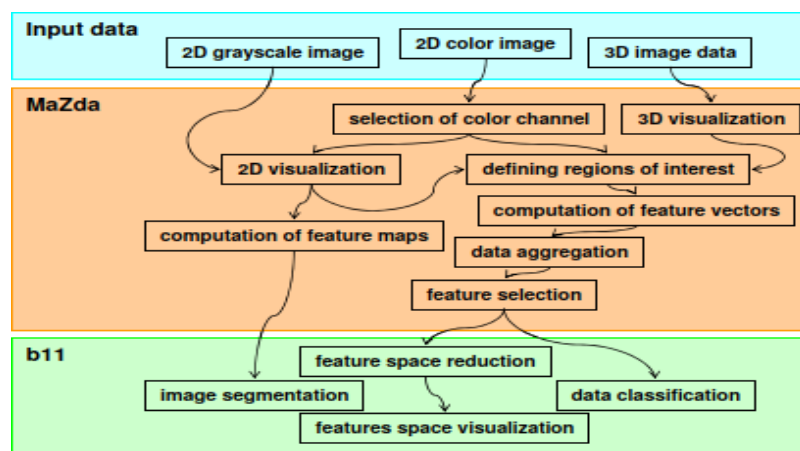 Input data
2D grayscale image
2D color image
3D image data
MaZda
selection of color channel
3D visualization
2D visualization
defining regions of interest
computation of feature vectors
computation of feature maps
data aggregation
feature selection
b11
feature space reduction
image segmentation
data classification
features space visualization